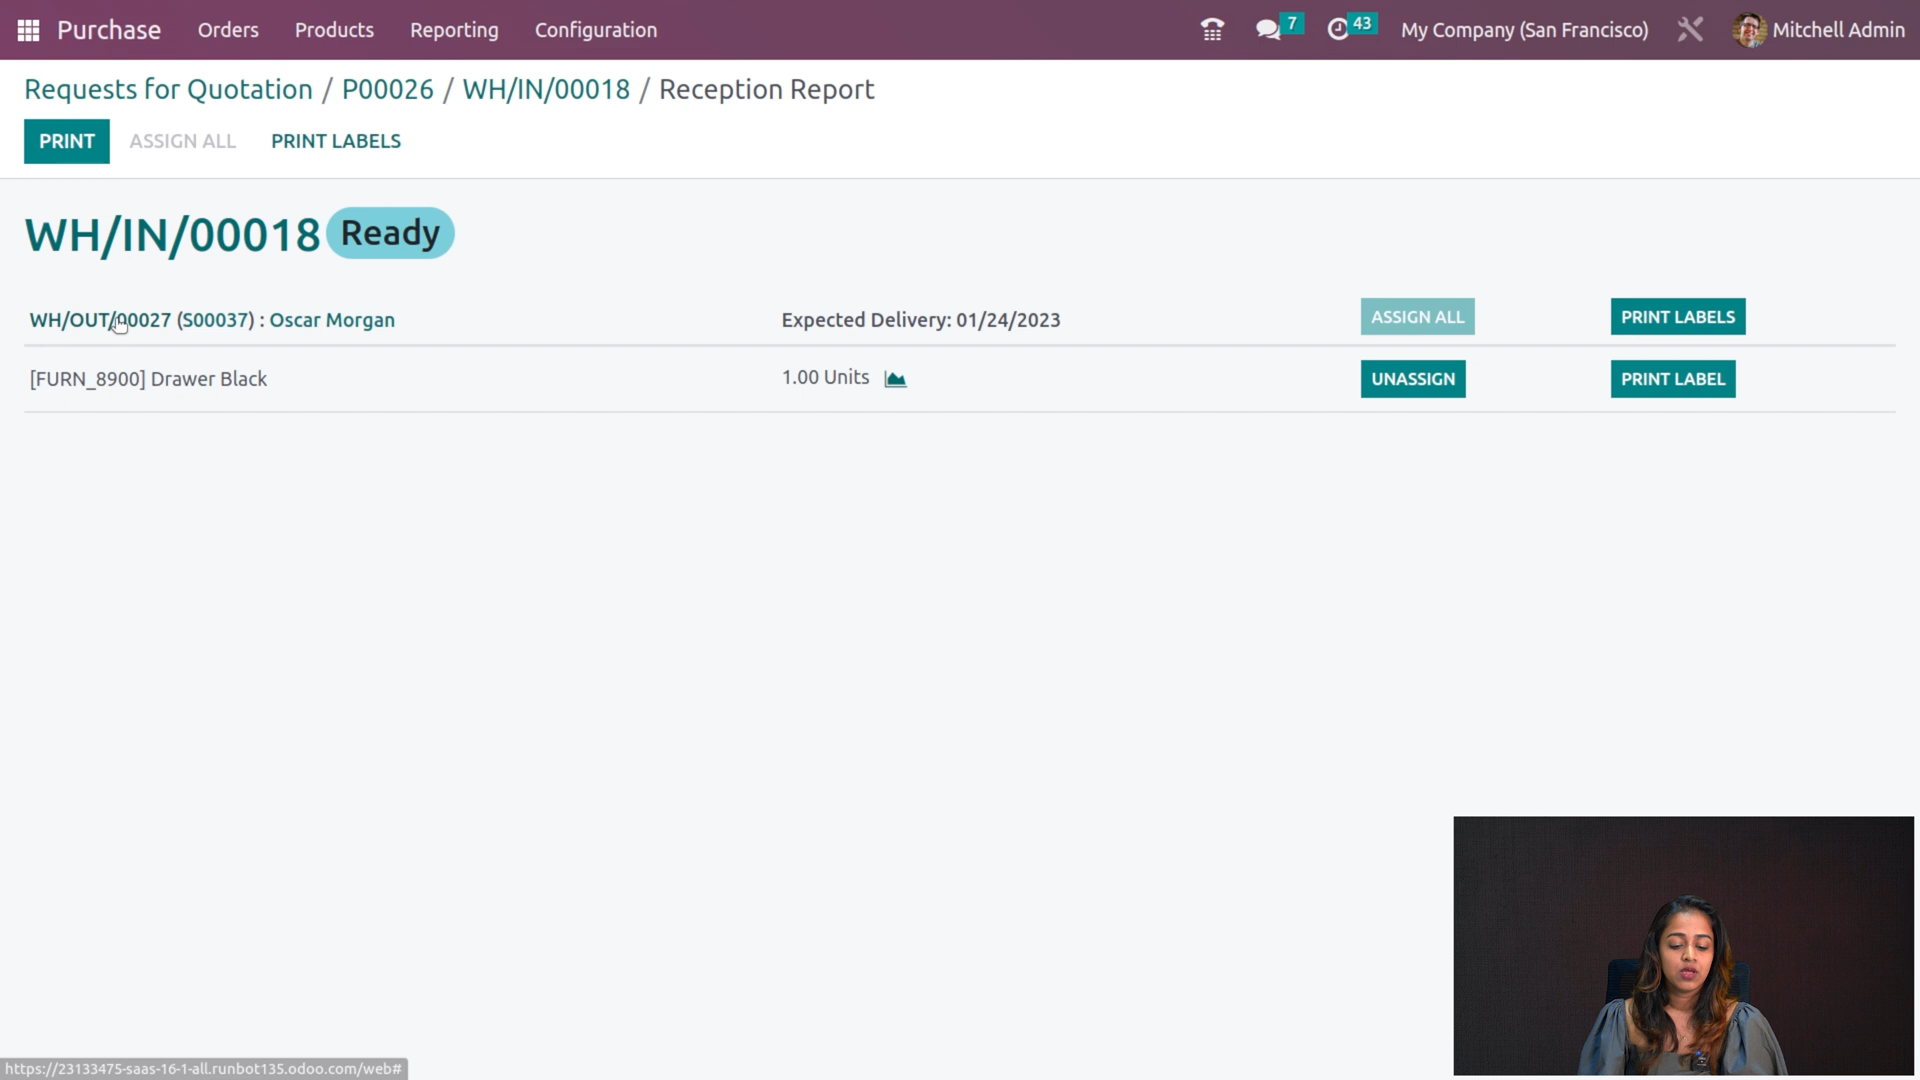 Purchase Orders Products Reporting Configuration 7 43 My Company (San Francisco) Mitchell Admin
Requests for Quotation / P00026 / WH/IN/00018 / Reception Report
PRINT ASSIGN ALL PRINT LABELS
WH/IN/00018 Ready
WH/OUT/00027 (S00037) : Oscar Morgan Expected Delivery: 01/24/2023 ASSIGN ALL PRINT LABELS
[FURN_8900] Drawer Black 1.00 Units UNASSIGN PRINT LABEL
https://23133475-saas-16-1-all.runbot135.odoo.com/web#